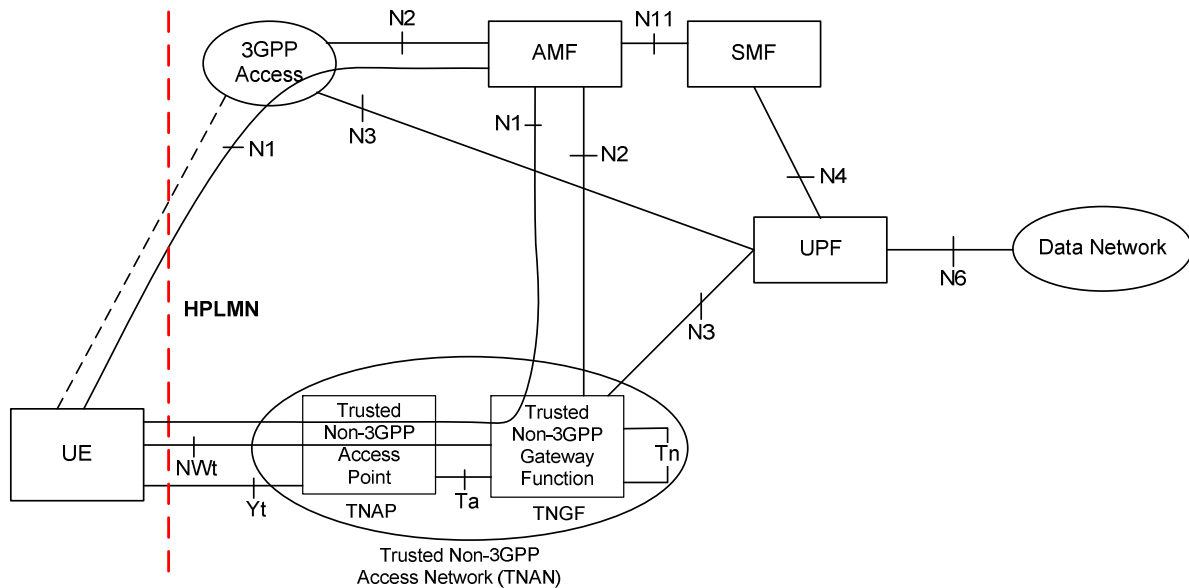 N2
N11
3GPP
Access
AMF
SMF
N1
N3
N1
N2
N4
UPF
Data Network
N6
HPLMN
N3
UE
Trusted
Non-3GPP
Access
Point
Trusted
Non-3GPP
Gateway
Function
Tn
NWt
Yt
Ta
TNAP
TNGF
Trusted Non-3GPP
Access Network (TNAN)